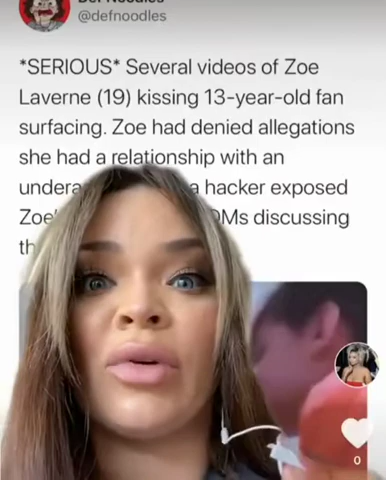 @defnoodles
*SERIOUS* Several videos of Zoe
Laverne (19) kissing 13-year-old fan
surfacing. Zoe had denied allegations
she had a relationship with an
a hacker exposed
DMs discussing
0